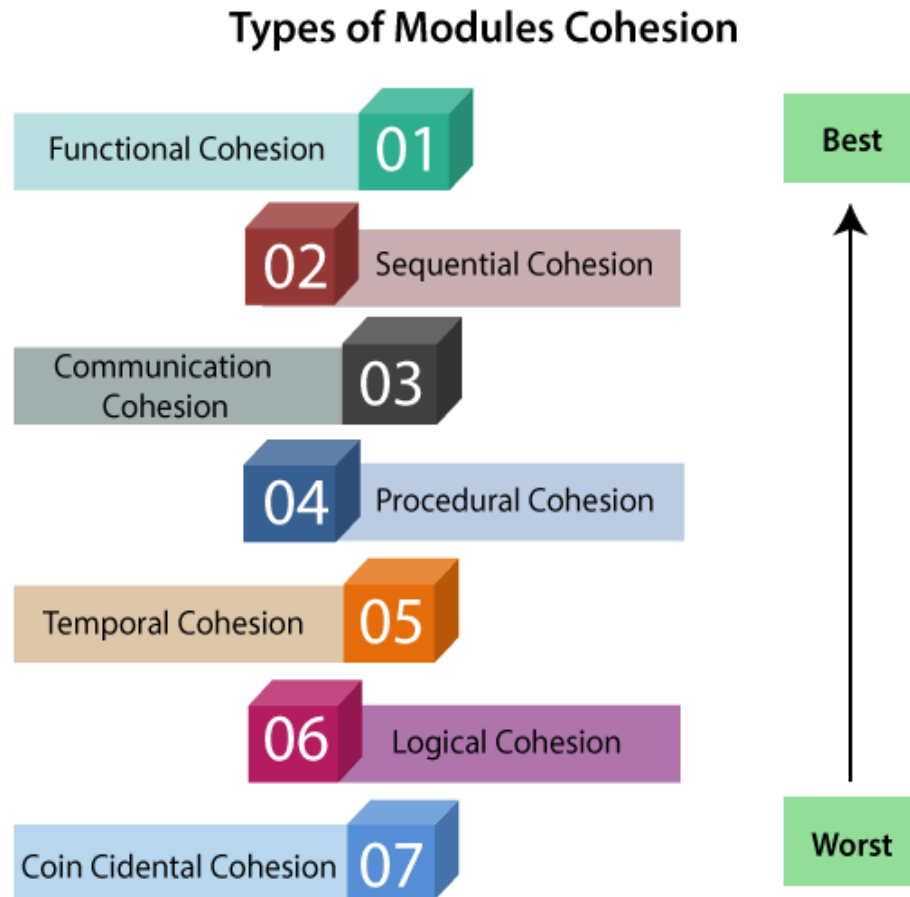 Types of Modules Cohesion
Functional Cohesion 01
Best
02 Sequential Cohesion
Communication
Cohesion
03
04 Procedural Cohesion
Temporal Cohesion 05
06 Logical Cohesion
Worst
Coin Cidental Cohesion 07